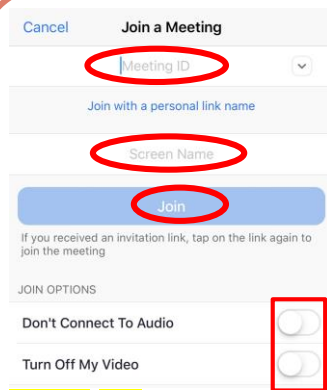 Cancel Join a Meeting
Meeting ID
Join with a personal link name
Screen Name
Join
If you received an invitation link, tap on the link again to
join the meeting
JOIN OPTIONS
Don't Connect To Audio
Turn Off My Video